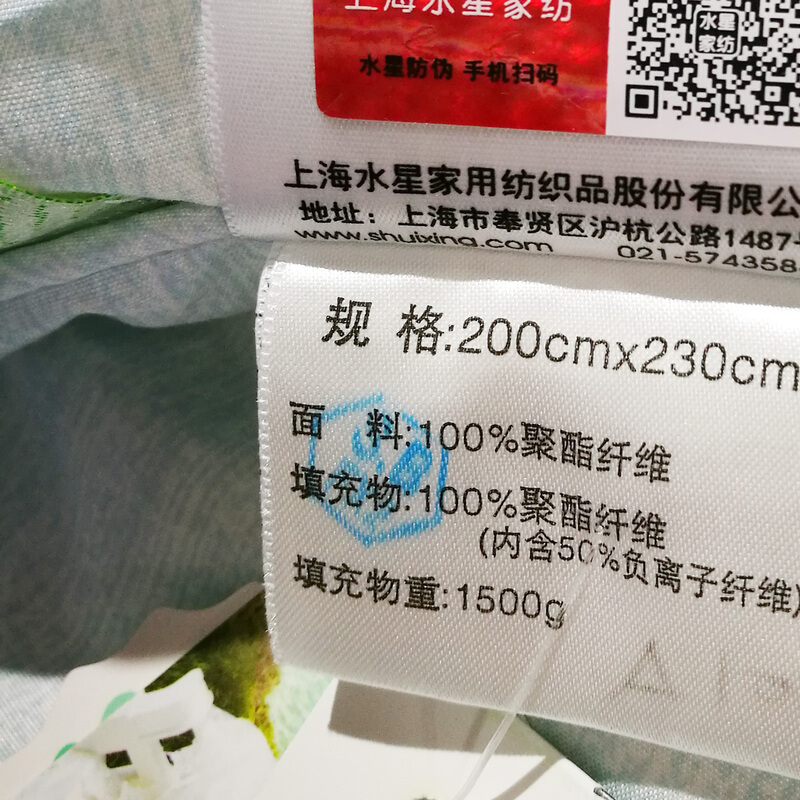 上海水星家纺
水星防伪 手机扫码
水星
家纺
上海水星家用纺织品股份有限公
地址：上海市奉贤区沪杭公路1487号
www.shuixing.com 021-5743584
规 格:200cmx230cm
面 料:100%聚酯纤维
填充物:100%聚酯纤维
(内含50%负离子纤维)
填充物重:1500g